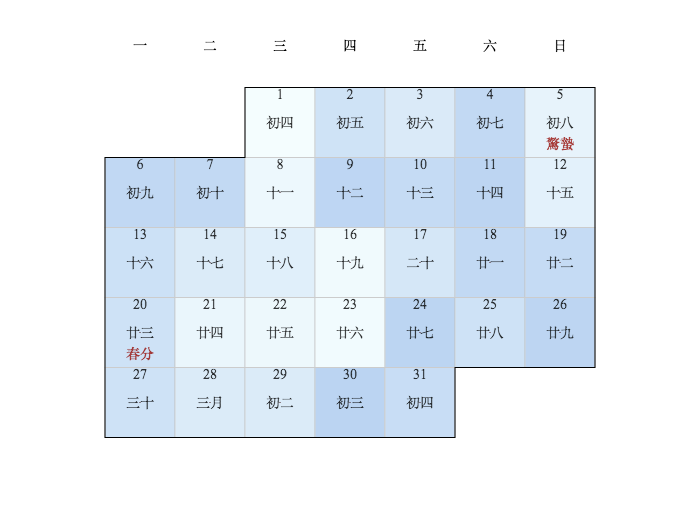 一 二 三 四 五 六 日
1 2 3 4 5
初四 初五 初六 初七 初八
驚蟄
6 7 8 9 10 11 12
初九 初十 十一 十二 十三 十四 十五
13 14 15 16 17 18 19
十六 十七 十八 十九 二十 廿一 廿二
20 21 22 23 24 25 26
廿三 廿四 廿五 廿六 廿七 廿八 廿九
春分
27 28 29 30 31
三十 三月 初二 初三 初四